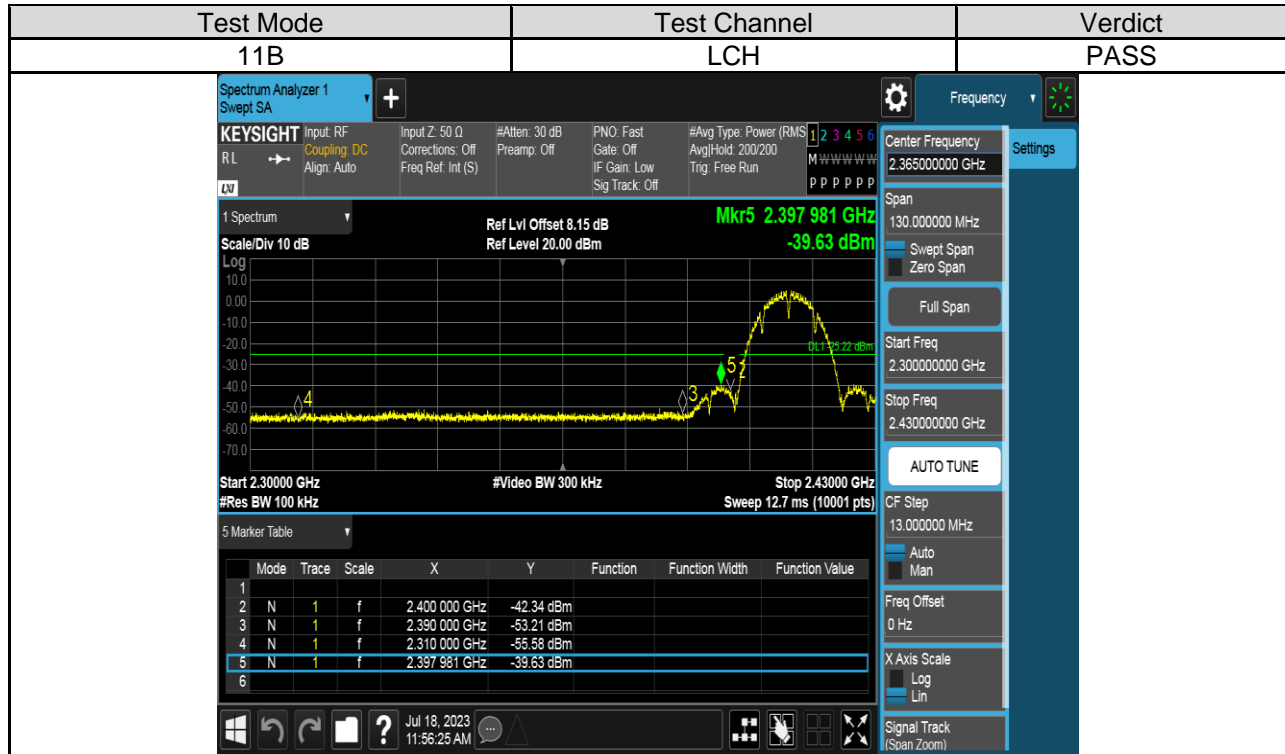 Test Mode Test Channel Verdict
11B LCH PASS
Spectrum Analyzer 1
Swept SA
+
Frequency
KEYSIGHT Input: RF Input Z: 50 Ω #Atten: 30 dB PNO: Fast #Avg Type: Power (RMS 1 2 3 4 5 6
RL Coupling: DC Corrections: Off Preamp: Off Gate: Off Avg|Hold: 200/200 M W W W W W
Align: Auto Freq Ref: Int (S) IF Gain: Low Trig: Free Run
LXI Sig Track: Off P P P P P P
1 Spectrum Ref Lvl Offset 8.15 dB Mkr5 2.397 981 GHz
Scale/Div 10 dB Ref Level 20.00 dBm -39.63 dBm
Log
10.0
0.00
-10.0
-20.0
DL1 -25.22 dBm
-30.0
5 2
-40.0
4 3
-50.0
-60.0
-70.0
Start 2.30000 GHz #Video BW 300 kHz Stop 2.43000 GHz
#Res BW 100 kHz Sweep 12.7 ms (10001 pts)
5 Marker Table
Mode Trace Scale X Y Function Function Width Function Value
1
2 N 1 f 2.400 000 GHz -42.34 dBm
3 N 1 f 2.390 000 GHz -53.21 dBm
4 N 1 f 2.310 000 GHz -55.58 dBm
5 N 1 f 2.397 981 GHz -39.63 dBm
6
? Jul 18, 2023
11:56:25 AM
Center Frequency
2.365000000 GHz
Settings
Span
130.000000 MHz
Swept Span
Zero Span
Full Span
Start Freq
2.300000000 GHz
Stop Freq
2.430000000 GHz
AUTO TUNE
CF Step
13.000000 MHz
Auto
Man
Freq Offset
0 Hz
X Axis Scale
Log
Lin
Signal Track
(Span Zoom)